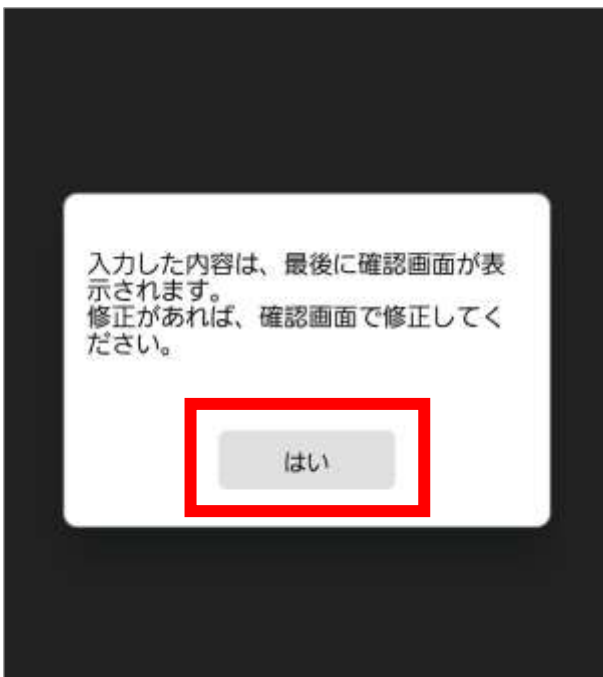 入力した内容は、最後に確認画面が表
示されます。
修正があれば、確認画面で修正してく
ださい。
はい